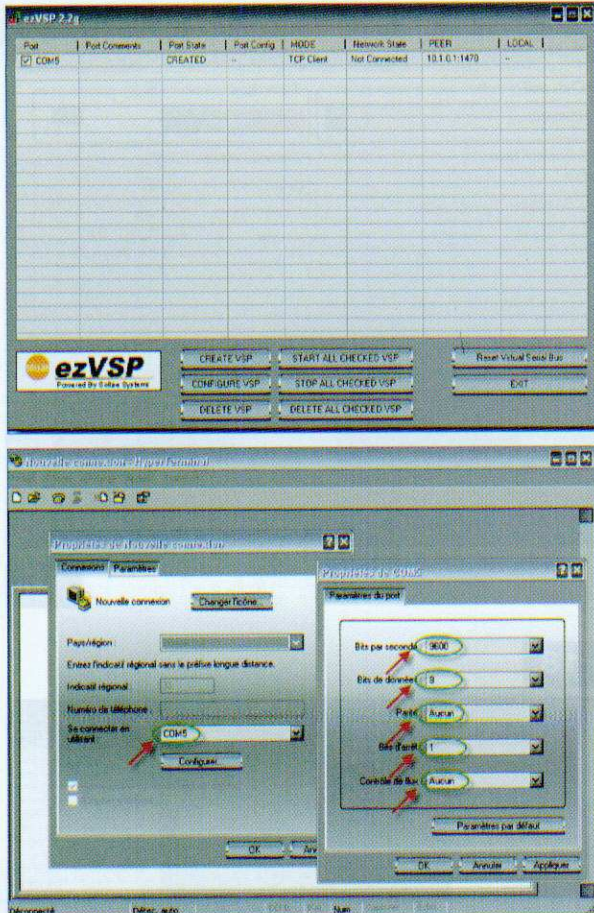 ezVSP 2.2g
Port Port Comments Port State Port Config MODE Network State PEER LOCAL
COM5 CREATED -- TCP Client Not Connected 10.1.0.1:1470 --
ezVSP
Powered By Sollae Systems
CREATE VSP START ALL CHECKED VSP Reset Virtual Serial Bus
CONFIGURE VSP STOP ALL CHECKED VSP EXIT
DELETE VSP DELETE ALL CHECKED VSP
Nouvelle connexion - HyperTerminal
Propriétés de Nouvelle connexion
Connexions Paramètres
Nouvelle connexion Changer l'icône...
Pays/région :
Entrez l'indicatif régional sans le préfixe longue distance.
Indicatif régional
Numéro de téléphone
Se connecter en utilisant COM5
Configurer...
OK Ann
Propriétés de COM5
Paramètres du port
Bits par seconde 9600
Bits de données
Parité Aucun
Bits d'arrêt 1
Contrôle de flux Aucun
Paramètres par défaut
OK Annuler Appliquer
Déconnecté Détec. auto Num